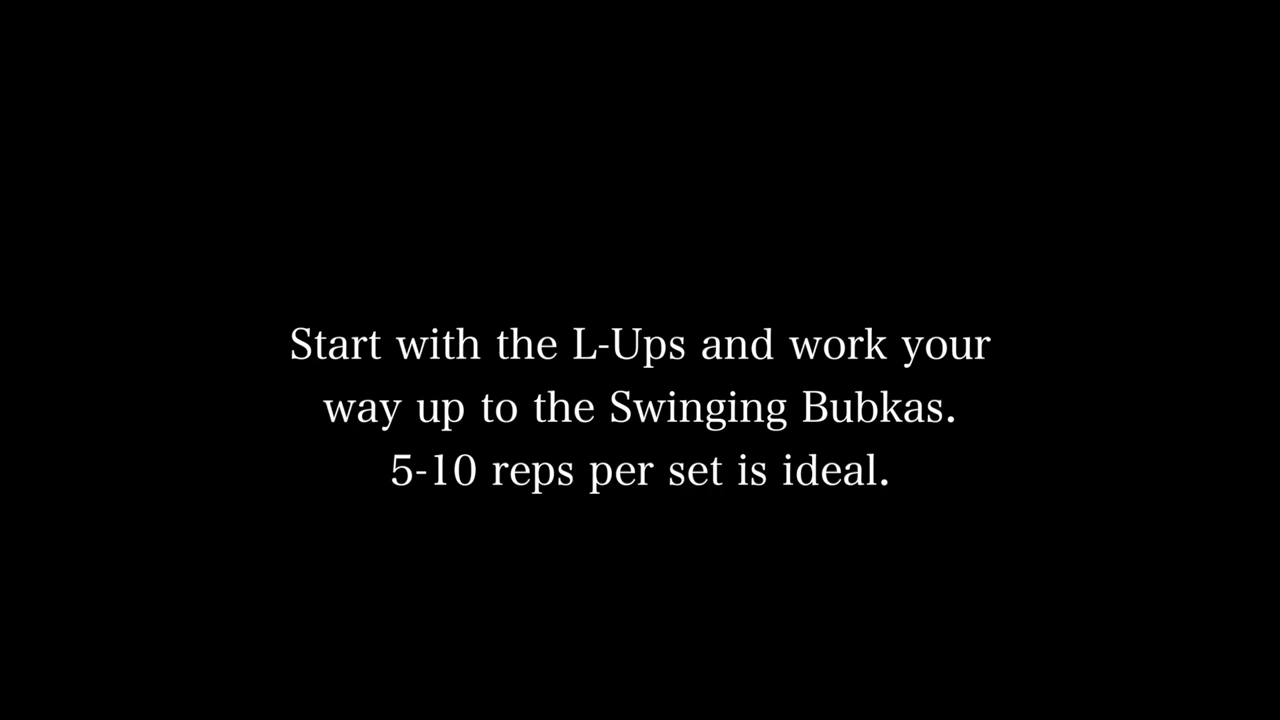 Start with the L-Ups and work your
way up to the Swinging Bubkas.
5-10 reps per set is ideal.